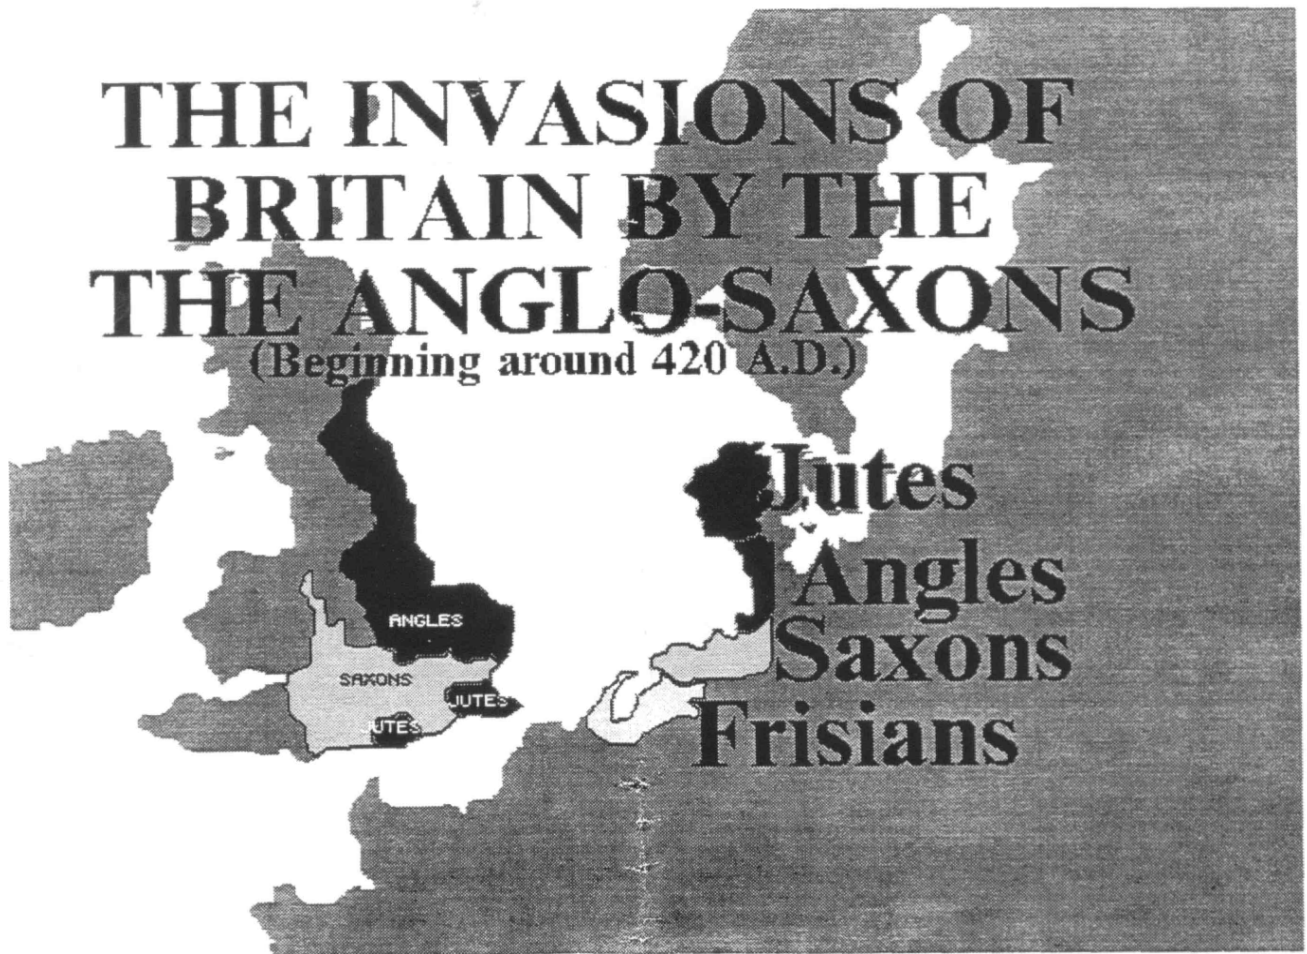 THE INVASIONS OF
BRITAIN BY THE
THE ANGLO-SAXONS
(Beginning around 420 A.D.)
Jutes
Angles
ANGLES
Saxons
SAXONS
JUTES
JUTES
Frisians